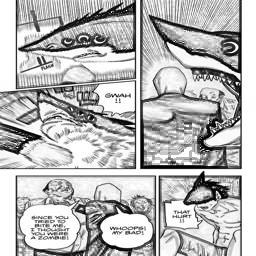 GWAH
!!
SINCE YOU
TRIED TO
BITE ME,
I THOUGHT
YOU WERE
A ZOMBIE!
WHOOPS!
MY BAD!
THAT
HURT
!!